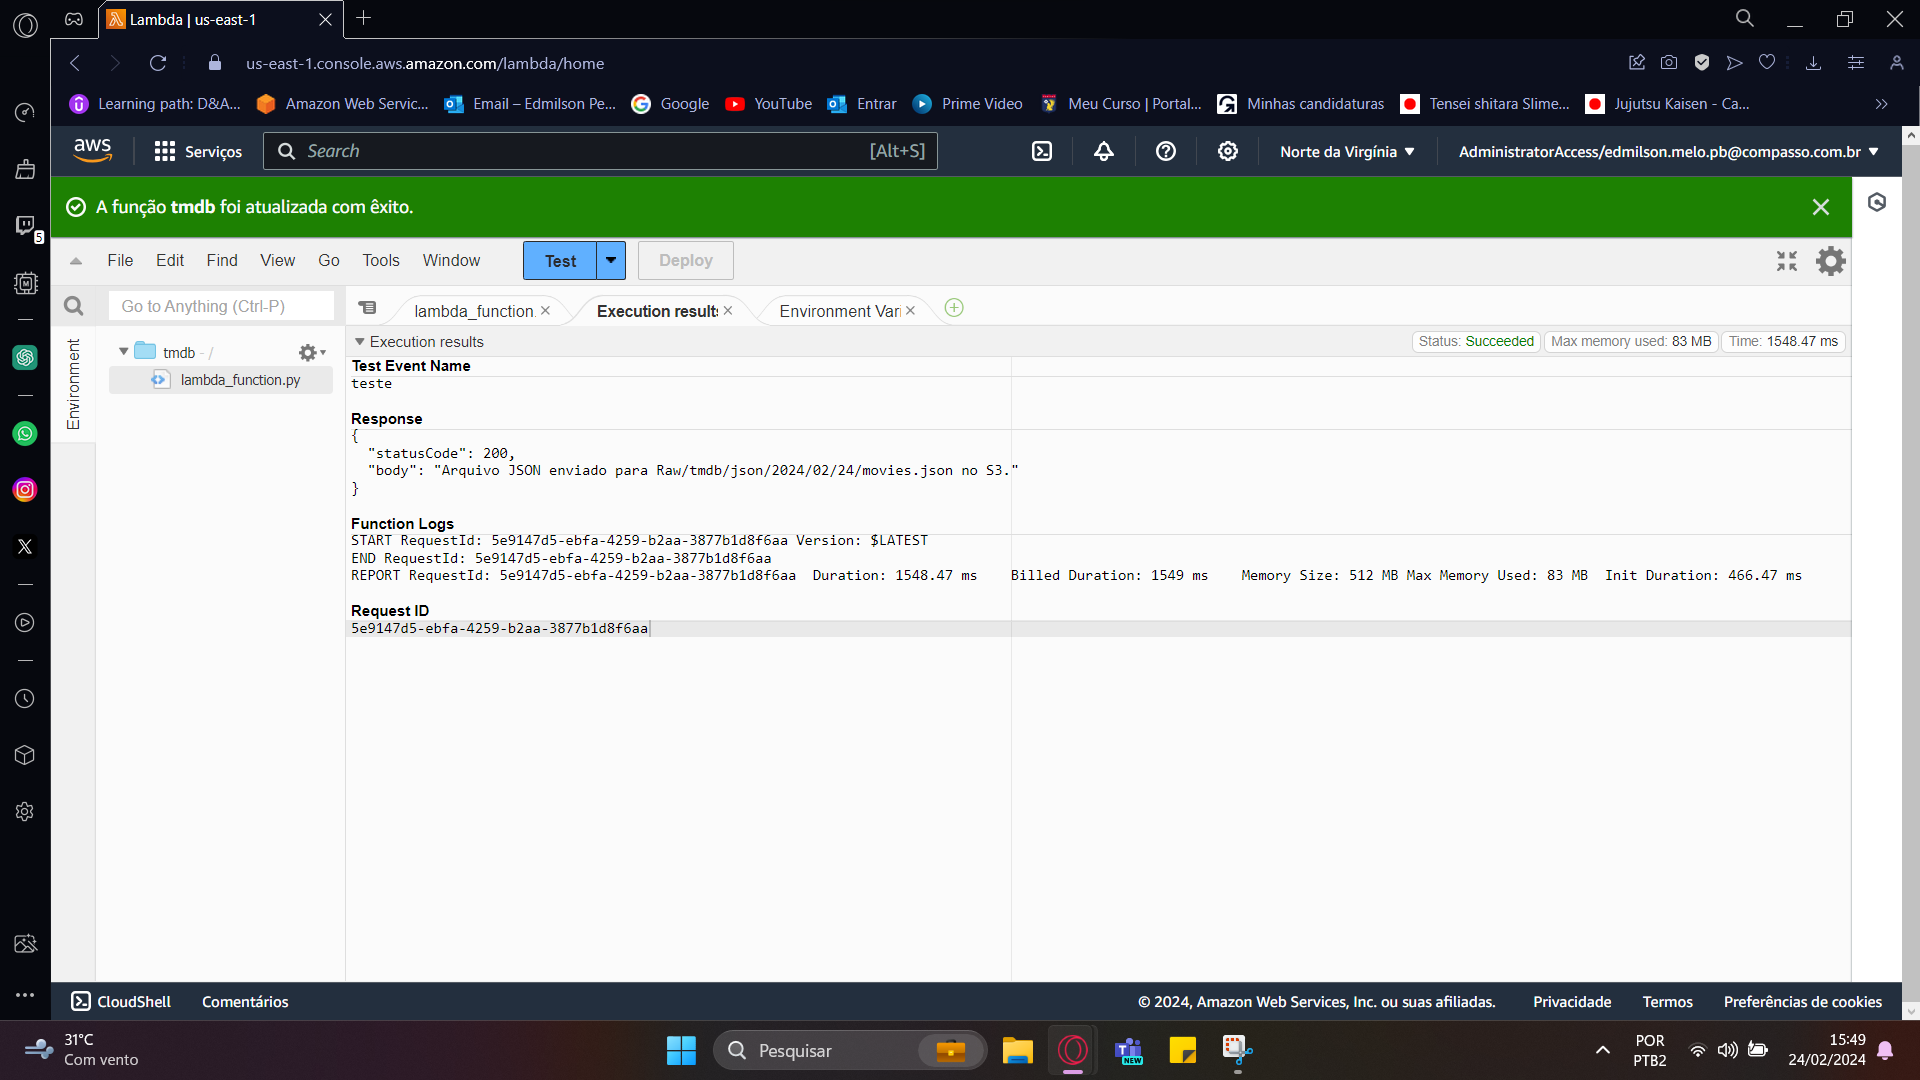 Lambda | us-east-1
us-east-1.console.aws.amazon.com/lambda/home
Learning path: D&A...
Amazon Web Servic...
Email – Edmilson Pe...
Google
YouTube
Entrar
Prime Video
Meu Curso | Portal...
Minhas candidaturas
Tensei shitara Slime...
Jujutsu Kaisen - Ca...
aws
Serviços
Search
[Alt+S]
Norte da Virgínia
AdministratorAccess/edmilson.melo.pb@compasso.com.br
A função tmdb foi atualizada com êxito.
5
File
Edit
Find
View
Go
Tools
Window
Test
Deploy
Go to Anything (Ctrl-P)
lambda_function
Execution results
Environment Vari
Environment
tmdb - /
lambda_function.py
Execution results
Status: Succeeded
Max memory used: 83 MB
Time: 1548.47 ms
Test Event Name
teste
Response
{
"statusCode": 200,
"body": "Arquivo JSON enviado para Raw/tmdb/json/2024/02/24/movies.json no S3."
}
Function Logs
START RequestId: 5e9147d5-ebfa-4259-b2aa-3877b1d8f6aa Version: $LATEST
END RequestId: 5e9147d5-ebfa-4259-b2aa-3877b1d8f6aa
REPORT RequestId: 5e9147d5-ebfa-4259-b2aa-3877b1d8f6aa Duration: 1548.47 ms Billed Duration: 1549 ms Memory Size: 512 MB Max Memory Used: 83 MB Init Duration: 466.47 ms
Request ID
5e9147d5-ebfa-4259-b2aa-3877b1d8f6aa
CloudShell
Comentários
© 2024, Amazon Web Services, Inc. ou suas afiliadas.
Privacidade
Termos
Preferências de cookies
31°C
Com vento
Pesquisar
NEW
POR
PTB2
15:49
24/02/2024